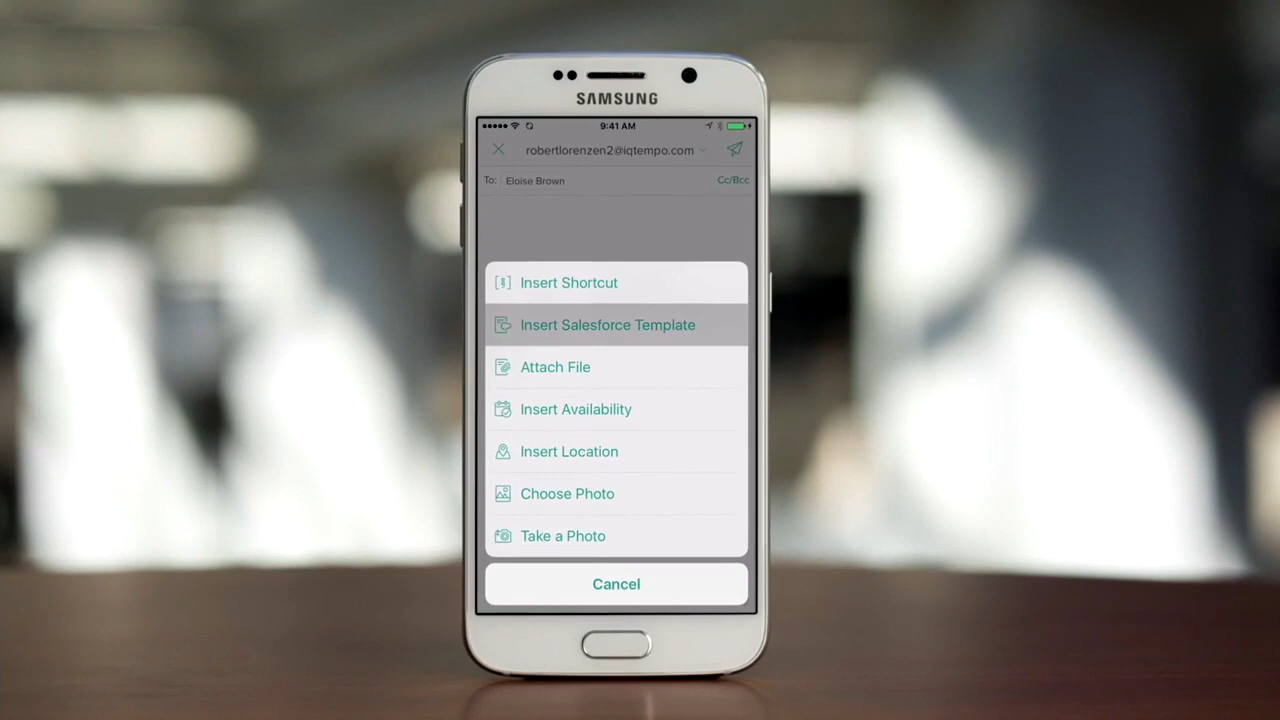 SAMSUNG
9:41 AM
robertlorenzen2@iqtempo.com
To: Eloise Brown Cc/Bcc
Insert Shortcut
Insert Salesforce Template
Attach File
Insert Availability
Insert Location
Choose Photo
Take a Photo
Cancel